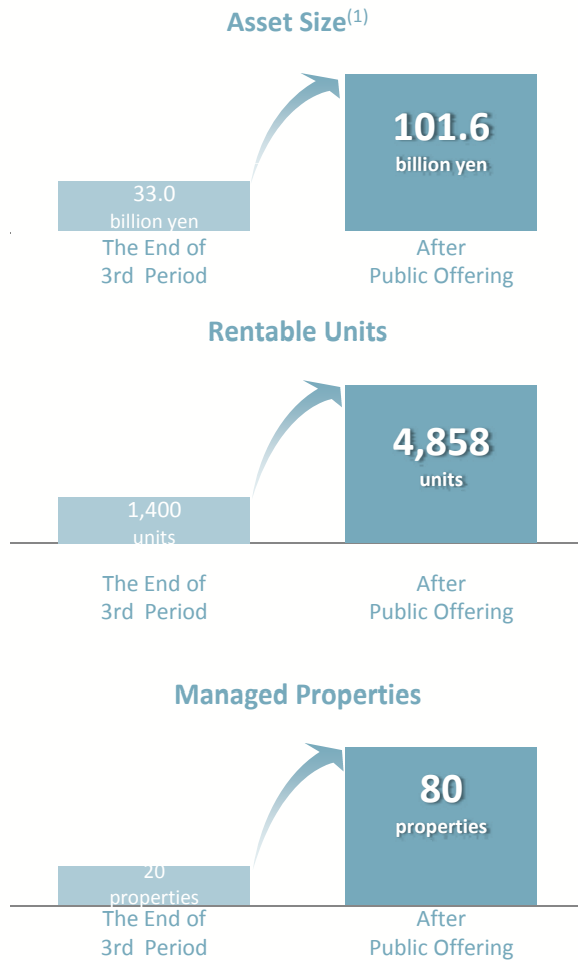 Asset Size(1)
33.0
billion yen
101.6
billion yen
The End of
3rd Period
After
Public Offering
Rentable Units
1,400
units
4,858
units
The End of
3rd Period
After
Public Offering
Managed Properties
20
properties
80
properties
The End of
3rd Period
After
Public Offering